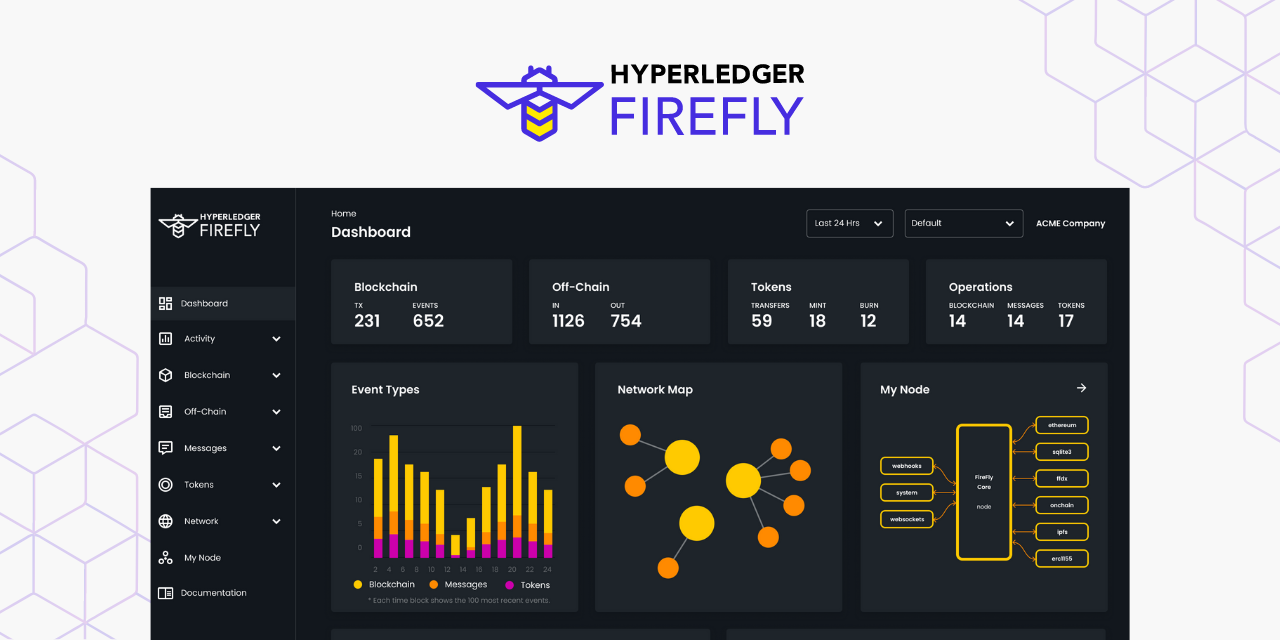 HYPERLEDGER
FIREFLY
HYPERLEDGER
FIREFLY
Dashboard
Activity
Blockchain
Off-Chain
Messages
Tokens
Network
My Node
Documentation
Home
Dashboard
Last 24 Hrs
Default
ACME Company
Blockchain
TX EVENTS
231 652
Off-Chain
IN OUT
1126 754
Tokens
TRANSFERS MINT BURN
59 18 12
Operations
BLOCKCHAIN MESSAGES TOKENS
14 14 17
Event Types
100
20
15
10
5
0
2 4 6 8 10 12 14 16 18 20 22 24
Blockchain Messages Tokens
* Each time block shows the 100 most recent events.
Network Map
My Node
webhooks
system
websockets
FireFly
Core
node
ethereum
sqlite3
ffdx
onchain
ipfs
erc1155